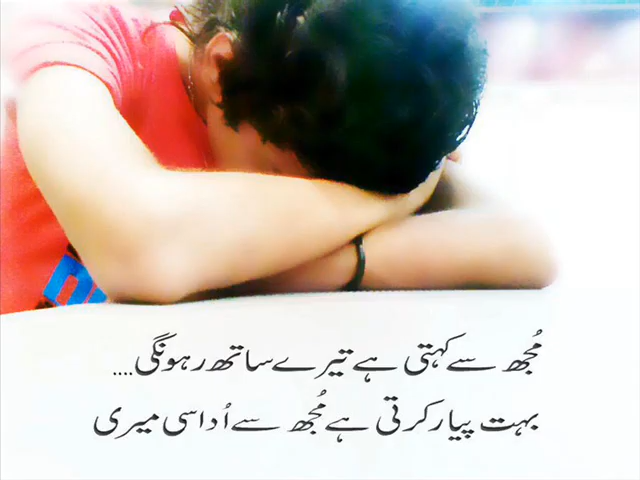 مُجھ سے کہتی ہے تیرے ساتھ رہونگی....
بہت پیار کرتی ہے مُجھ سے اُداسی میری